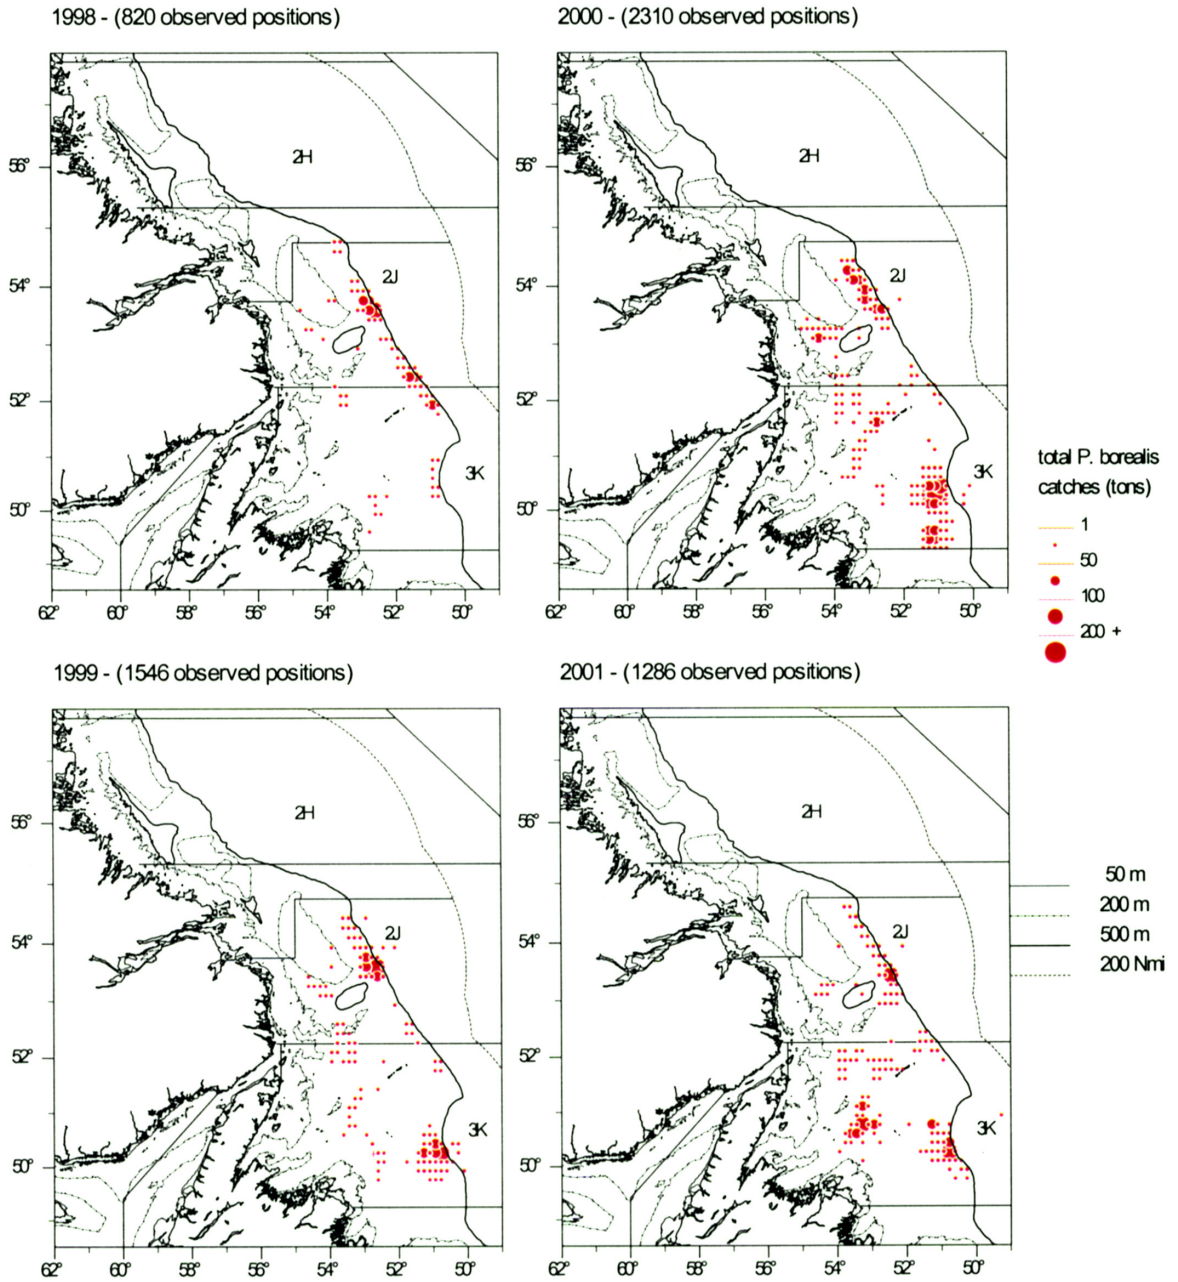 1998 - (820 observed positions)
2H
2J
3K
56°
54°
52°
50°
62° 60° 58° 56° 54° 52° 50°
2000 - (2310 observed positions)
2H
2J
3K
56°
54°
52°
50°
62° 60° 58° 56° 54° 52° 50°
total P. borealis
catches (tons)
1
50
100
200 +
1999 - (1546 observed positions)
2H
2J
3K
56°
54°
52°
50°
62° 60° 58° 56° 54° 52° 50°
2001 - (1286 observed positions)
2H
2J
3K
56°
54°
52°
50°
62° 60° 58° 56° 54° 52° 50°
50 m
200 m
500 m
200 Nmi